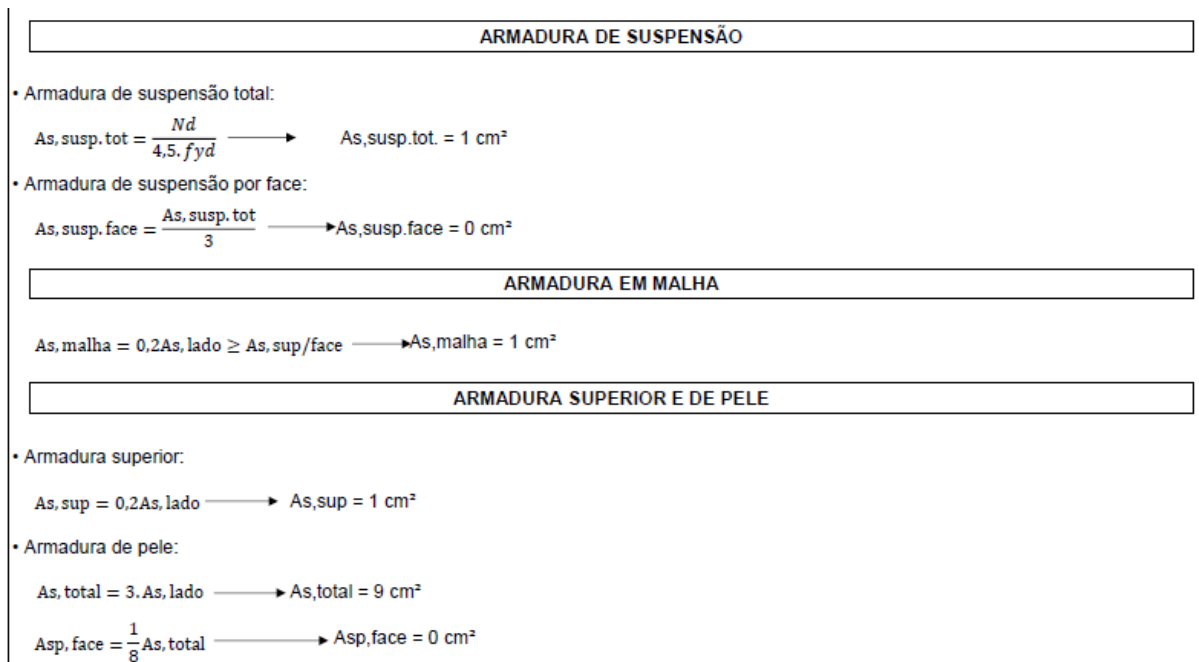 ARMADURA DE SUSPENSÃO
• Armadura de suspensão total:
As, susp. tot = Nd / 4,5. fyd → As,susp.tot. = 1 cm²
• Armadura de suspensão por face:
As, susp. face = As, susp. tot / 3 → As,susp.face = 0 cm²
ARMADURA EM MALHA
As, malha = 0,2As, lado ≥ As, sup/face → As,malha = 1 cm²
ARMADURA SUPERIOR E DE PELE
• Armadura superior:
As, sup = 0,2As, lado → As,sup = 1 cm²
• Armadura de pele:
As, total = 3. As, lado → As,total = 9 cm²
Asp, face = 1/8 As, total → Asp,face = 0 cm²